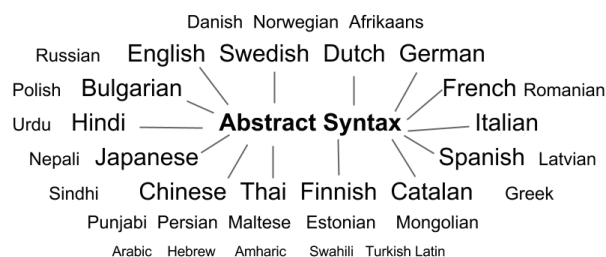 Danish Norwegian Afrikaans
Russian English Swedish Dutch German
Polish Bulgarian French Romanian
Urdu Hindi Abstract Syntax Italian
Nepali Japanese Spanish Latvian
Sindhi Chinese Thai Finnish Catalan Greek
Punjabi Persian Maltese Estonian Mongolian
Arabic Hebrew Amharic Swahili Turkish Latin